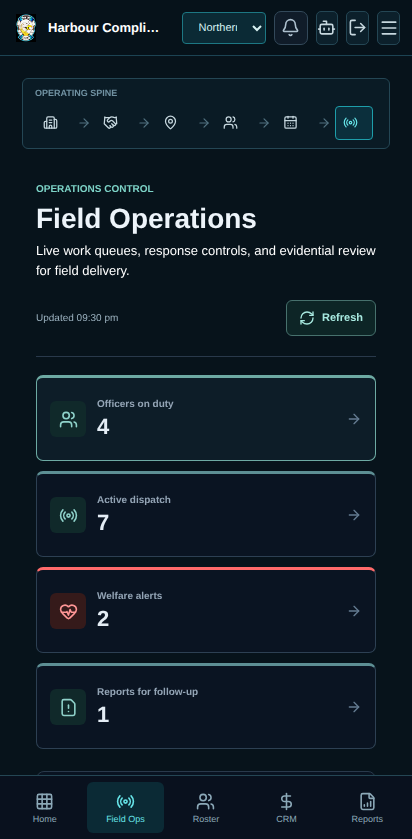 Harbour Compli...
Northern
OPERATING SPINE
OPERATIONS CONTROL
Field Operations
Live work queues, response controls, and evidential review
for field delivery.
Updated 09:30 pm
Refresh
Officers on duty
4
Active dispatch
7
Welfare alerts
2
Reports for follow-up
1
Home
Field Ops
Roster
CRM
Reports